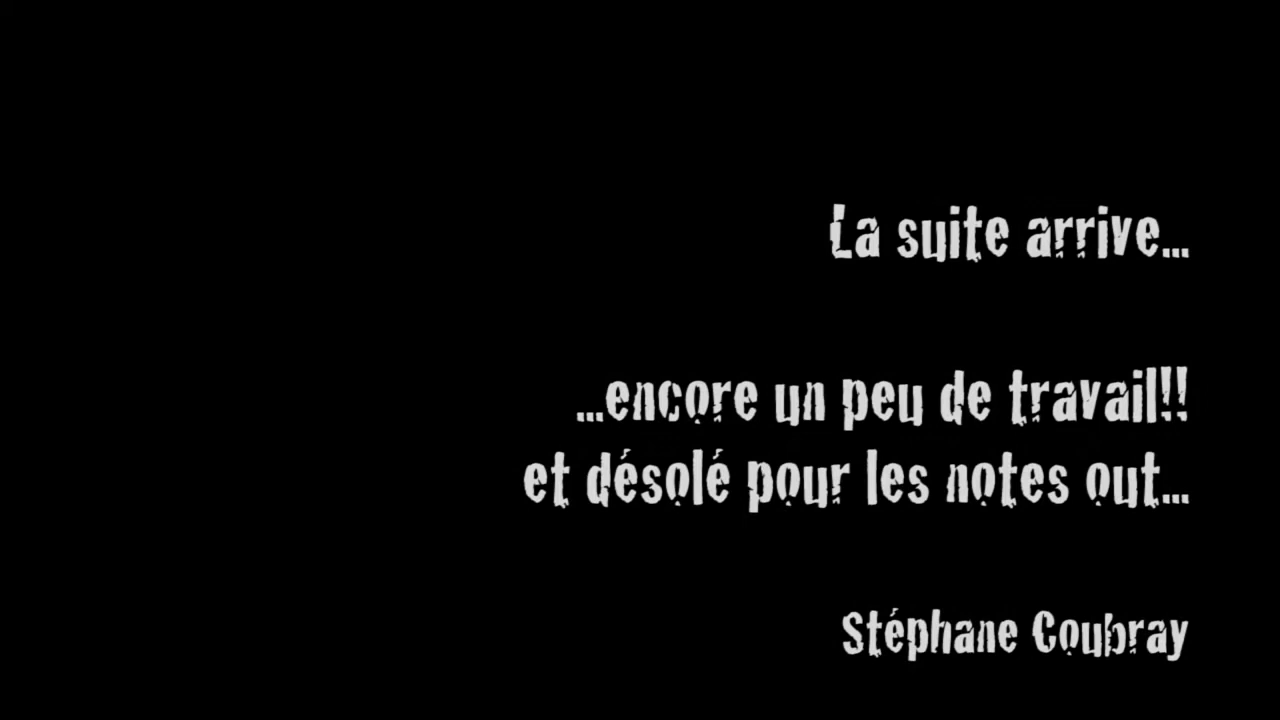 La suite arrive...
...encore un peu de travail!!
et désolé pour les notes out...
Stéphane Coubray